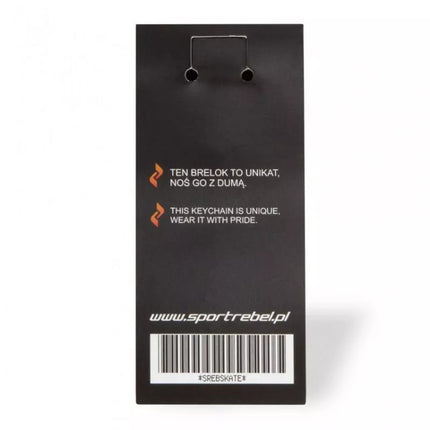 TEN BRELOK TO UNIKAT,
NOŚ GO Z DUMĄ.
THIS KEYCHAIN IS UNIQUE,
WEAR IT WITH PRIDE.
www.sportrebel.pl
*SREBSKATE*